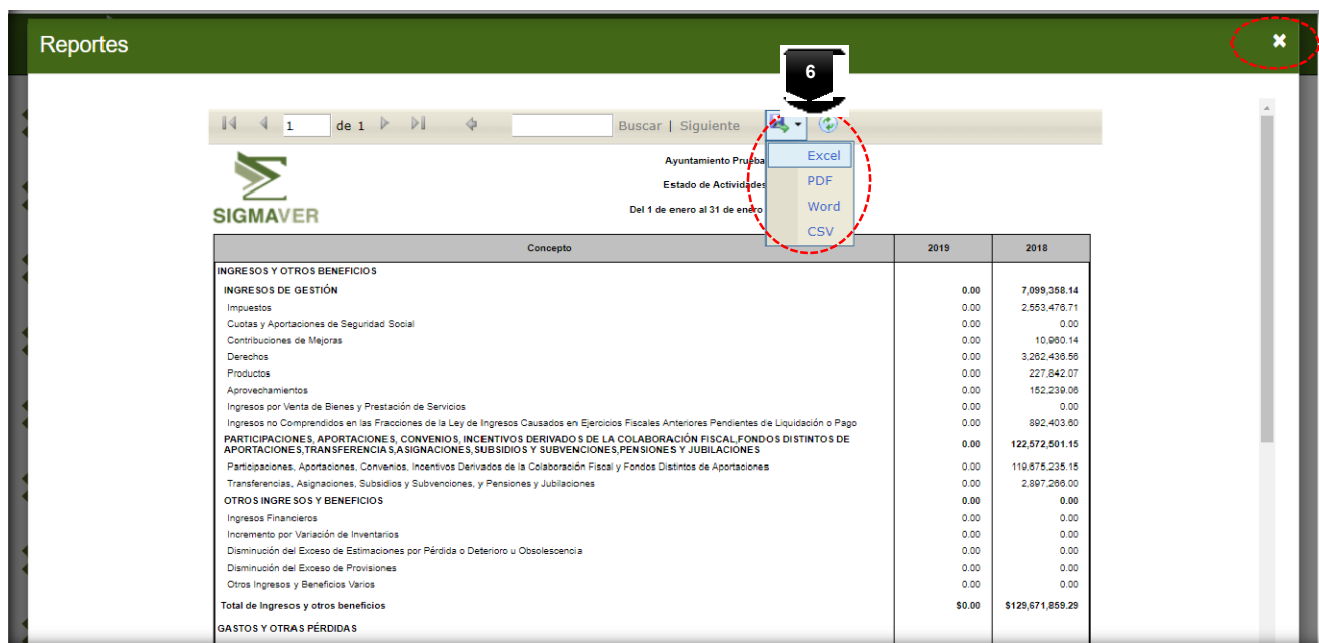 Reportes
6
1 de 1 Buscar | Siguiente
Excel
PDF
Word
CSV
SIGMAVER
Ayuntamiento Prueba
Estado de Actividades
Del 1 de enero al 31 de enero
Concepto 2019 2018
INGRESOS Y OTROS BENEFICIOS
INGRESOS DE GESTIÓN 0.00 7,099,358.14
Impuestos 0.00 2,553,476.71
Cuotas y Aportaciones de Seguridad Social 0.00 0.00
Contribuciones de Mejoras 0.00 10,960.14
Derechos 0.00 3,262,436.56
Productos 0.00 227,842.07
Aprovechamientos 0.00 152,239.06
Ingresos por Venta de Bienes y Prestación de Servicios 0.00 0.00
Ingresos no Comprendidos en las Fracciones de la Ley de Ingresos Causados en Ejercicios Fiscales Anteriores Pendientes de Liquidación o Pago 0.00 892,403.60
PARTICIPACIONES, APORTACIONES, CONVENIOS, INCENTIVOS DERIVADOS DE LA COLABORACIÓN FISCAL,FONDOS DISTINTOS DE
APORTACIONES,TRANSFERENCIAS,ASIGNACIONES,SUBSIDIOS Y SUBVENCIONES,PENSIONES Y JUBILACIONES 0.00 122,572,501.15
Participaciones, Aportaciones, Convenios, Incentivos Derivados de la Colaboración Fiscal y Fondos Distintos de Aportaciones 0.00 119,675,235.15
Transferencias, Asignaciones, Subsidios y Subvenciones, y Pensiones y Jubilaciones 0.00 2,897,266.00
OTROS INGRESOS Y BENEFICIOS 0.00 0.00
Ingresos Financieros 0.00 0.00
Incremento por Variación de Inventarios 0.00 0.00
Disminución del Exceso de Estimaciones por Pérdida o Deterioro u Obsolescencia 0.00 0.00
Disminución del Exceso de Provisiones 0.00 0.00
Otros Ingresos y Beneficios Varios 0.00 0.00
Total de Ingresos y otros beneficios $0.00 $129,671,859.29
GASTOS Y OTRAS PÉRDIDAS